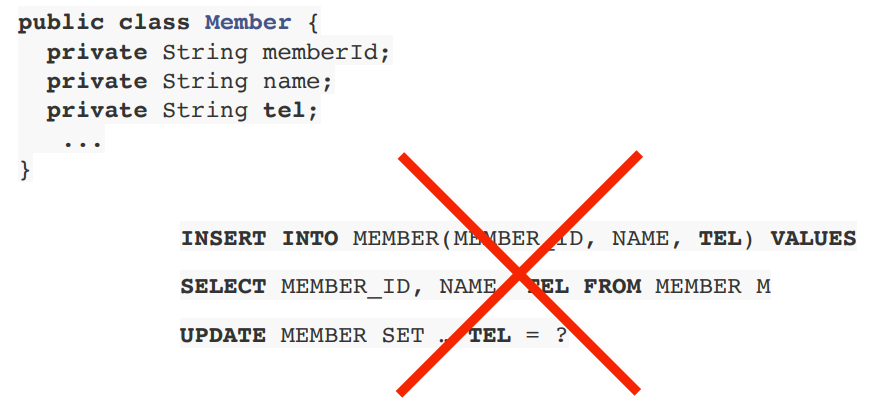 public class Member {
private String memberId;
private String name;
private String tel;
...
}
INSERT INTO MEMBER(MEMBER_ID, NAME, TEL) VALUES
SELECT MEMBER_ID, NAME, TEL FROM MEMBER M
UPDATE MEMBER SET … TEL = ?